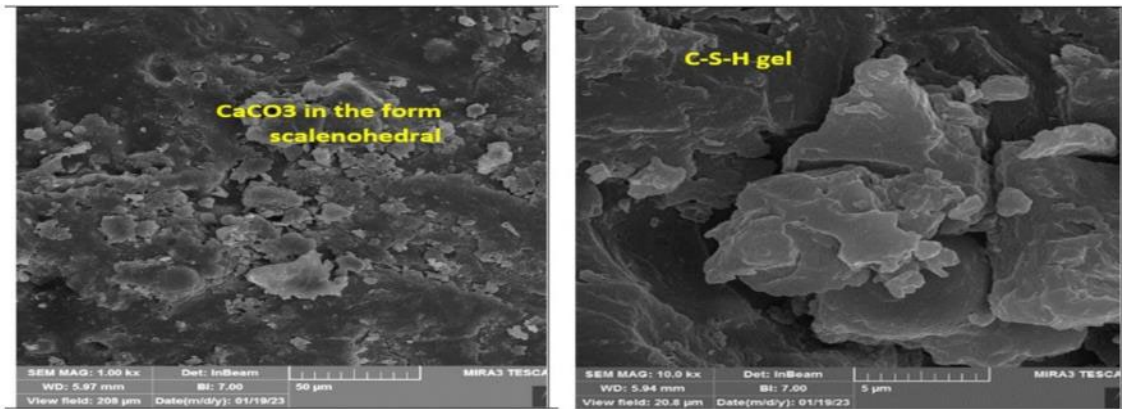 CaCO3 in the form
scalenohedral
SEM MAG: 1.00 kx
Det: InBeam
MIRA3 TESCA
WD: 5.97 mm
BI: 7.00
50 µm
View field: 208 µm
Date(m/d/y): 01/19/23
C-S-H gel
SEM MAG: 10.0 kx
Det: InBeam
MIRA3 TESCA
WD: 5.94 mm
BI: 7.00
5 µm
View field: 20.8 µm
Date(m/d/y): 01/19/23